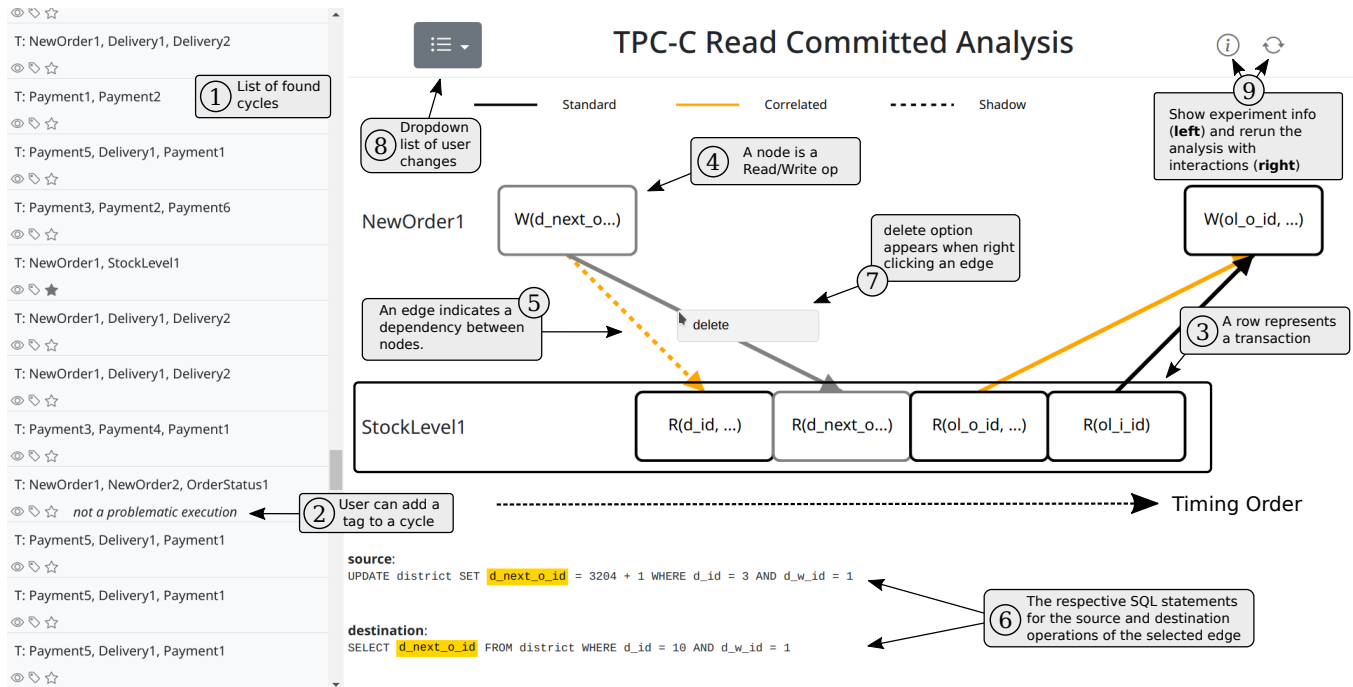 T: NewOrder1, Delivery1, Delivery2
T: Payment1, Payment2
T: Payment5, Delivery1, Payment1
T: Payment3, Payment2, Payment6
T: NewOrder1, StockLevel1
T: NewOrder1, Delivery1, Delivery2
T: NewOrder1, Delivery1, Delivery2
T: Payment3, Payment4, Payment1
T: NewOrder1, NewOrder2, OrderStatus1
not a problematic execution
T: Payment5, Delivery1, Payment1
T: Payment5, Delivery1, Payment1
T: Payment5, Delivery1, Payment1
1
List of found
cycles
2
User can add a
tag to a cycle
TPC-C Read Committed Analysis
i
Standard
Correlated
Shadow
8
Dropdown
list of user
changes
4
A node is a
Read/Write op
9
Show experiment info
(left) and rerun the
analysis with
interactions (right)
NewOrder1
W(d_next_o...)
W(ol_o_id, ...)
delete option
appears when right
clicking an edge
7
5
An edge indicates a
dependency between
nodes.
delete
3
A row represents
a transaction
StockLevel1
R(d_id, ...)
R(d_next_o...)
R(ol_o_id, ...)
R(ol_i_id)
Timing Order
source:
UPDATE district SET d_next_o_id = 3204 + 1 WHERE d_id = 3 AND d_w_id = 1
destination:
SELECT d_next_o_id FROM district WHERE d_id = 10 AND d_w_id = 1
6
The respective SQL statements
for the source and destination
operations of the selected edge